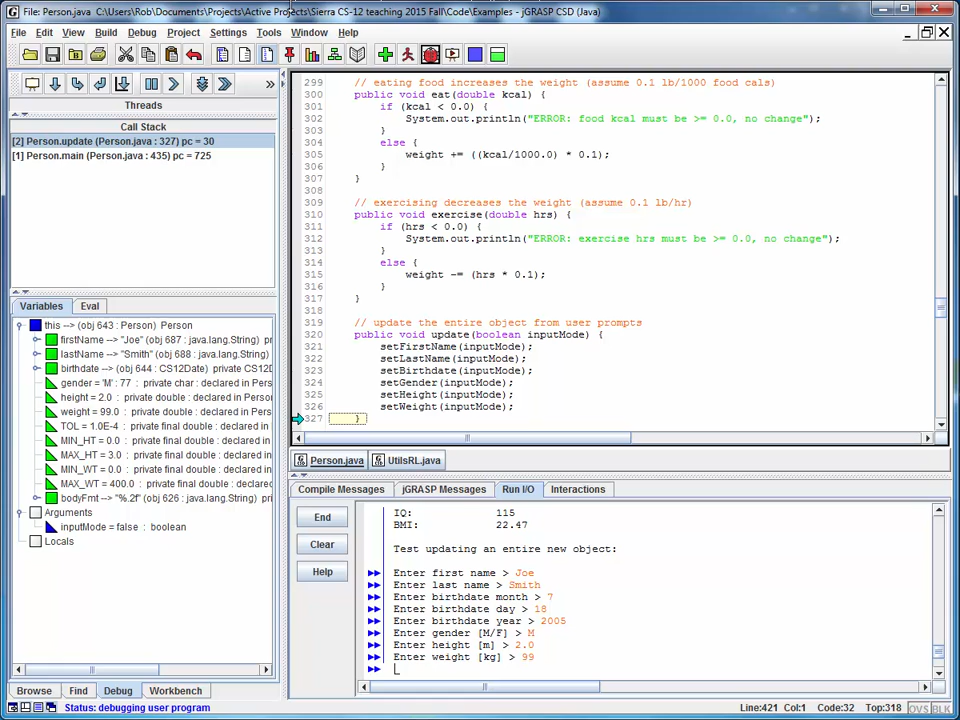 File: Person.java  C:\Users\Rob\Documents\Projects\Active Projects\Sierra CS-12 teaching 2015 Fall\Code\Examples - jGRASP CSD (Java)
File Edit View Build Debug Project Settings Tools Window Help
Threads
Call Stack
[2] Person.update (Person.java : 327) pc = 30
[1] Person.main (Person.java : 435) pc = 725
Variables Eval
this --> (obj 643 : Person) Person
firstName --> "Joe" (obj 687 : java.lang.String)
lastName --> "Smith" (obj 688 : java.lang.String)
birthdate --> (obj 644 : CS12Date) private CS12
gender = 'M' : 77 : private char : declared in Pers
height = 2.0 : private double : declared in Person
weight = 99.0 : private double : declared in Perso
TOL = 1.0E-4 : private final double : declared in
MIN_HT = 0.0 : private final double : declared in
MAX_HT = 3.0 : private final double : declared in
MIN_WT = 0.0 : private final double : declared in
MAX_WT = 400.0 : private final double : declared
bodyFmt --> "%.2f" (obj 626 : java.lang.String) pr
Arguments
inputMode = false : boolean
Locals
Browse Find Debug Workbench
299 // eating food increases the weight (assume 0.1 lb/1000 food cals)
300 public void eat(double kcal) {
301 if (kcal < 0.0) {
302 System.out.println("ERROR: food kcal must be >= 0.0, no change");
303 }
304 else {
305 weight += ((kcal/1000.0) * 0.1);
306 }
307 }
308
309 // exercising decreases the weight (assume 0.1 lb/hr)
310 public void exercise(double hrs) {
311 if (hrs < 0.0) {
312 System.out.println("ERROR: exercise hrs must be >= 0.0, no change");
313 }
314 else {
315 weight -= (hrs * 0.1);
316 }
317 }
318
319 // update the entire object from user prompts
320 public void update(boolean inputMode) {
321 setFirstName(inputMode);
322 setLastName(inputMode);
323 setBirthdate(inputMode);
324 setGender(inputMode);
325 setHeight(inputMode);
326 setWeight(inputMode);
327 }
Person.java UtilsRL.java
Compile Messages jGRASP Messages Run I/O Interactions
End
Clear
Help
IQ: 115
BMI: 22.47
Test updating an entire new object:
Enter first name > Joe
Enter last name > Smith
Enter birthdate month > 7
Enter birthdate day > 18
Enter birthdate year > 2005
Enter gender [M/F] > M
Enter height [m] > 2.0
Enter weight [kg] > 99
Status: debugging user program
Line:421 Col:1 Code:32 Top:318 OVS BLK